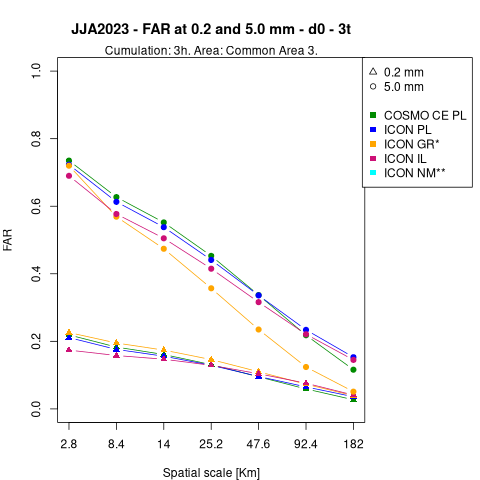 JJA2023 - FAR at 0.2 and 5.0 mm - d0 - 3t
Cumulation: 3h. Area: Common Area 3.
0.2 mm
5.0 mm
COSMO CE PL
ICON PL
ICON GR*
ICON IL
ICON NM**
FAR
1.0
0.8
0.6
0.4
0.2
0.0
2.8 8.4 14 25.2 47.6 92.4 182
Spatial scale [Km]